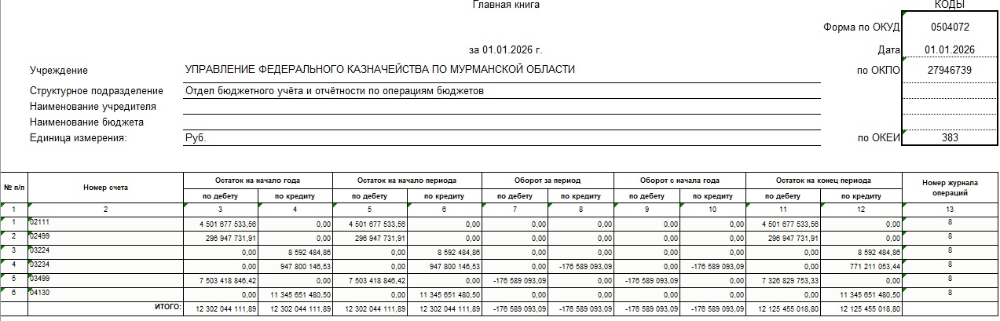 Главная книга КОДЫ
Форма по ОКУД 0504072
за 01.01.2026 г. Дата 01.01.2026
Учреждение УПРАВЛЕНИЕ ФЕДЕРАЛЬНОГО КАЗНАЧЕЙСТВА ПО МУРМАНСКОЙ ОБЛАСТИ по ОКПО 27946739
Структурное подразделение Отдел бюджетного учёта и отчётности по операциям бюджетов
Наименование учредителя
Наименование бюджета
Единица измерения: Руб. по ОКЕИ 383
№ п/п Номер счета Остаток на начало года Остаток на начало периода Оборот за период Оборот с начала года Остаток на конец периода Номер журнала операций
по дебету по кредиту по дебету по кредиту по дебету по кредиту по дебету по кредиту по дебету по кредиту
1 2 3 4 5 6 7 8 9 10 11 12 13
1 02111 4 501 677 533,56 0,00 4 501 677 533,56 0,00 0,00 0,00 0,00 0,00 4 501 677 533,56 0,00 8
2 02499 296 947 731,91 0,00 296 947 731,91 0,00 0,00 0,00 0,00 0,00 296 947 731,91 0,00 8
3 03224 0,00 8 592 484,86 0,00 8 592 484,86 0,00 0,00 0,00 0,00 0,00 8 592 484,86 8
4 03234 0,00 947 800 146,53 0,00 947 800 146,53 0,00 -176 589 093,09 0,00 -176 589 093,09 0,00 771 211 053,44 8
5 03499 7 503 418 846,42 0,00 7 503 418 846,42 0,00 -176 589 093,09 0,00 -176 589 093,09 0,00 7 326 829 753,33 0,00 8
6 04130 0,00 11 345 651 480,50 0,00 11 345 651 480,50 0,00 0,00 0,00 0,00 0,00 11 345 651 480,50 8
ИТОГО: 12 302 044 111,89 12 302 044 111,89 12 302 044 111,89 12 302 044 111,89 -176 589 093,09 -176 589 093,09 -176 589 093,09 -176 589 093,09 12 125 455 018,80 12 125 455 018,80